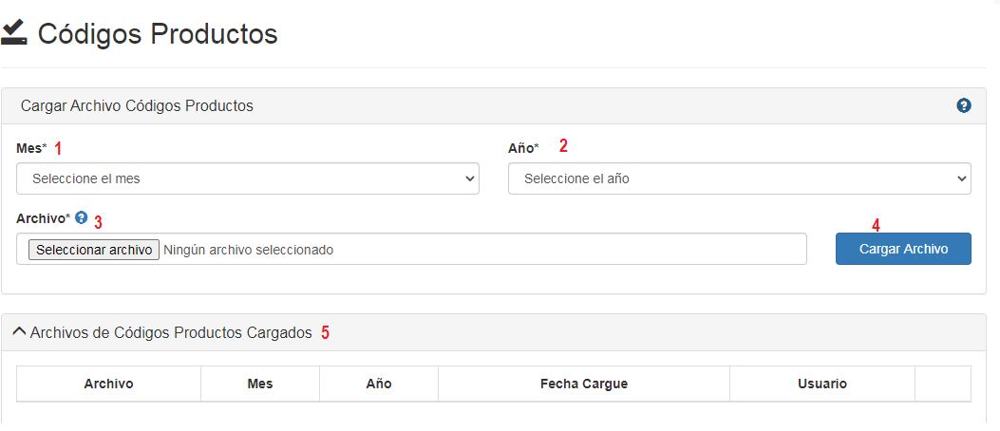 Códigos Productos
Cargar Archivo Códigos Productos ?
Mes* 1 Año* 2
Seleccione el mes Seleccione el año
Archivo* ? 3 4
Seleccionar archivo Ningún archivo seleccionado Cargar Archivo
Archivos de Códigos Productos Cargados 5
Archivo Mes Año Fecha Cargue Usuario